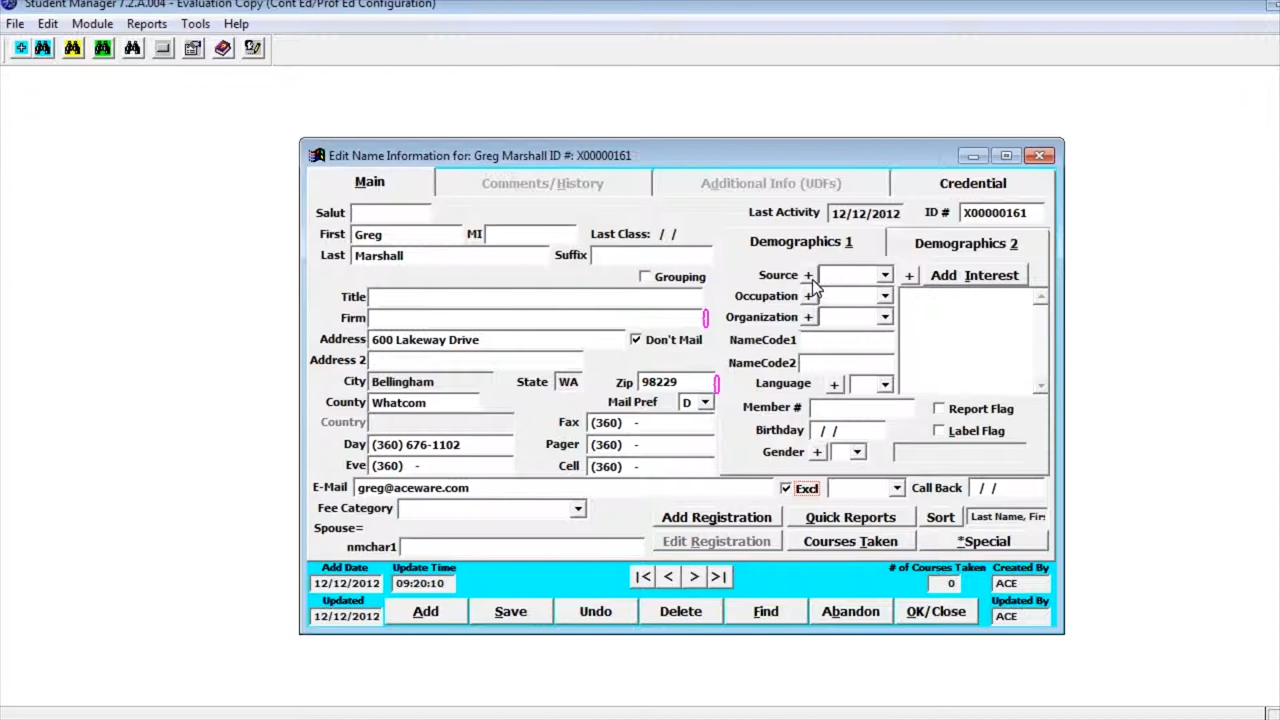 Student Manager 7.2.A.004 - Evaluation Copy (Cont Ed/Prof Ed Configuration)
File Edit Module Reports Tools Help
Edit Name Information for: Greg Marshall ID #: X00000161
Main Comments/History Additional Info (UDFs) Credential
Salut Last Activity 12/12/2012 ID # X00000161
First Greg MI Last Class: / / Demographics 1 Demographics 2
Last Marshall Suffix
Grouping Source + + Add Interest
Title Occupation +
Firm Organization +
Address 600 Lakeway Drive Don't Mail NameCode1
Address 2 NameCode2
City Bellingham State WA Zip 98229 Language +
County Whatcom Mail Pref D Member # Report Flag
Country Fax (360) - Birthday / / Label Flag
Day (360) 676-1102 Pager (360) - Gender +
Eve (360) - Cell (360) -
E-Mail greg@aceware.com Excl Call Back / /
Fee Category Add Registration Quick Reports Sort Last Name, Fir
Spouse=
nmchar1 Edit Registration Courses Taken *Special
Add Date Update Time # of Courses Taken Created By
12/12/2012 09:20:10 |< < > >| 0 ACE
Updated Updated By
12/12/2012 Add Save Undo Delete Find Abandon OK/Close ACE